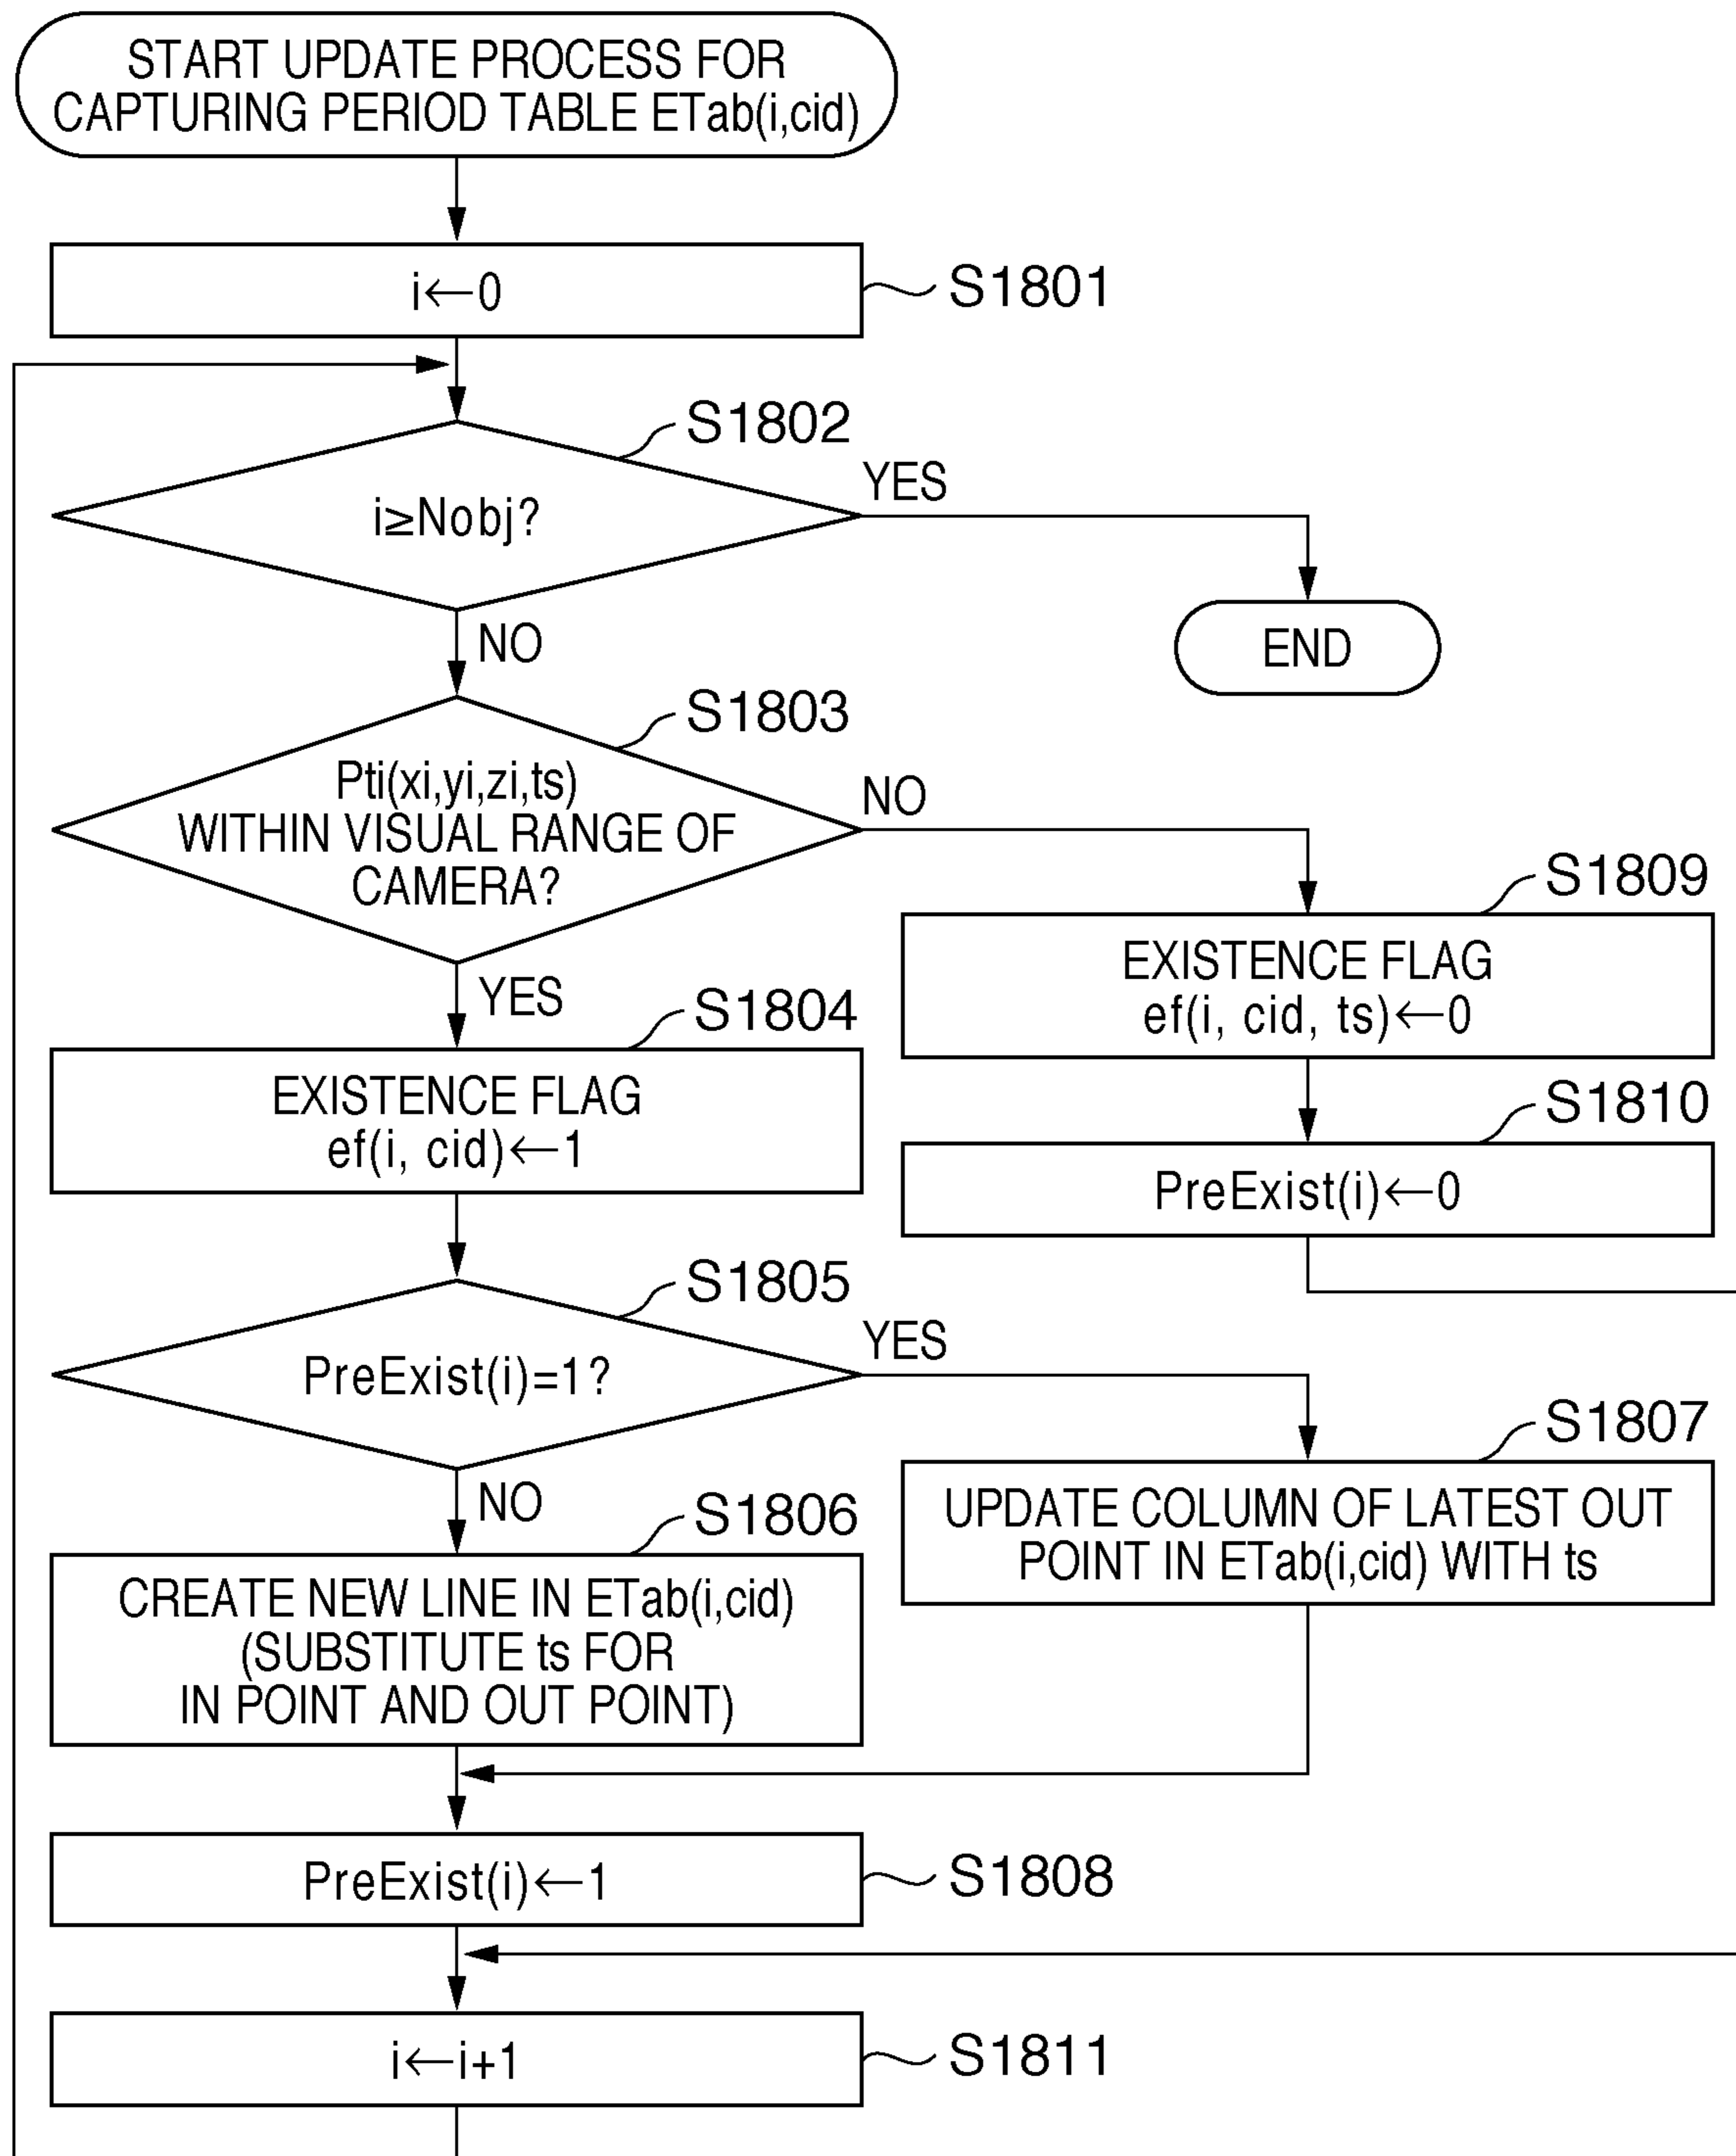 START UPDATE PROCESS FOR
CAPTURING PERIOD TABLE ETab(i,cid)
i←0
S1801
S1802
i≥Nobj?
YES
NO
END
S1803
Pti(xi,yi,zi,ts)
WITHIN VISUAL RANGE OF
CAMERA?
NO
YES
S1809
EXISTENCE FLAG
ef(i, cid, ts)←0
S1804
EXISTENCE FLAG
ef(i, cid)←1
S1810
PreExist(i)←0
S1805
PreExist(i)=1?
YES
NO
S1807
UPDATE COLUMN OF LATEST OUT
POINT IN ETab(i,cid) WITH ts
S1806
CREATE NEW LINE IN ETab(i,cid)
(SUBSTITUTE ts FOR
IN POINT AND OUT POINT)
PreExist(i)←1
S1808
i←i+1
S1811